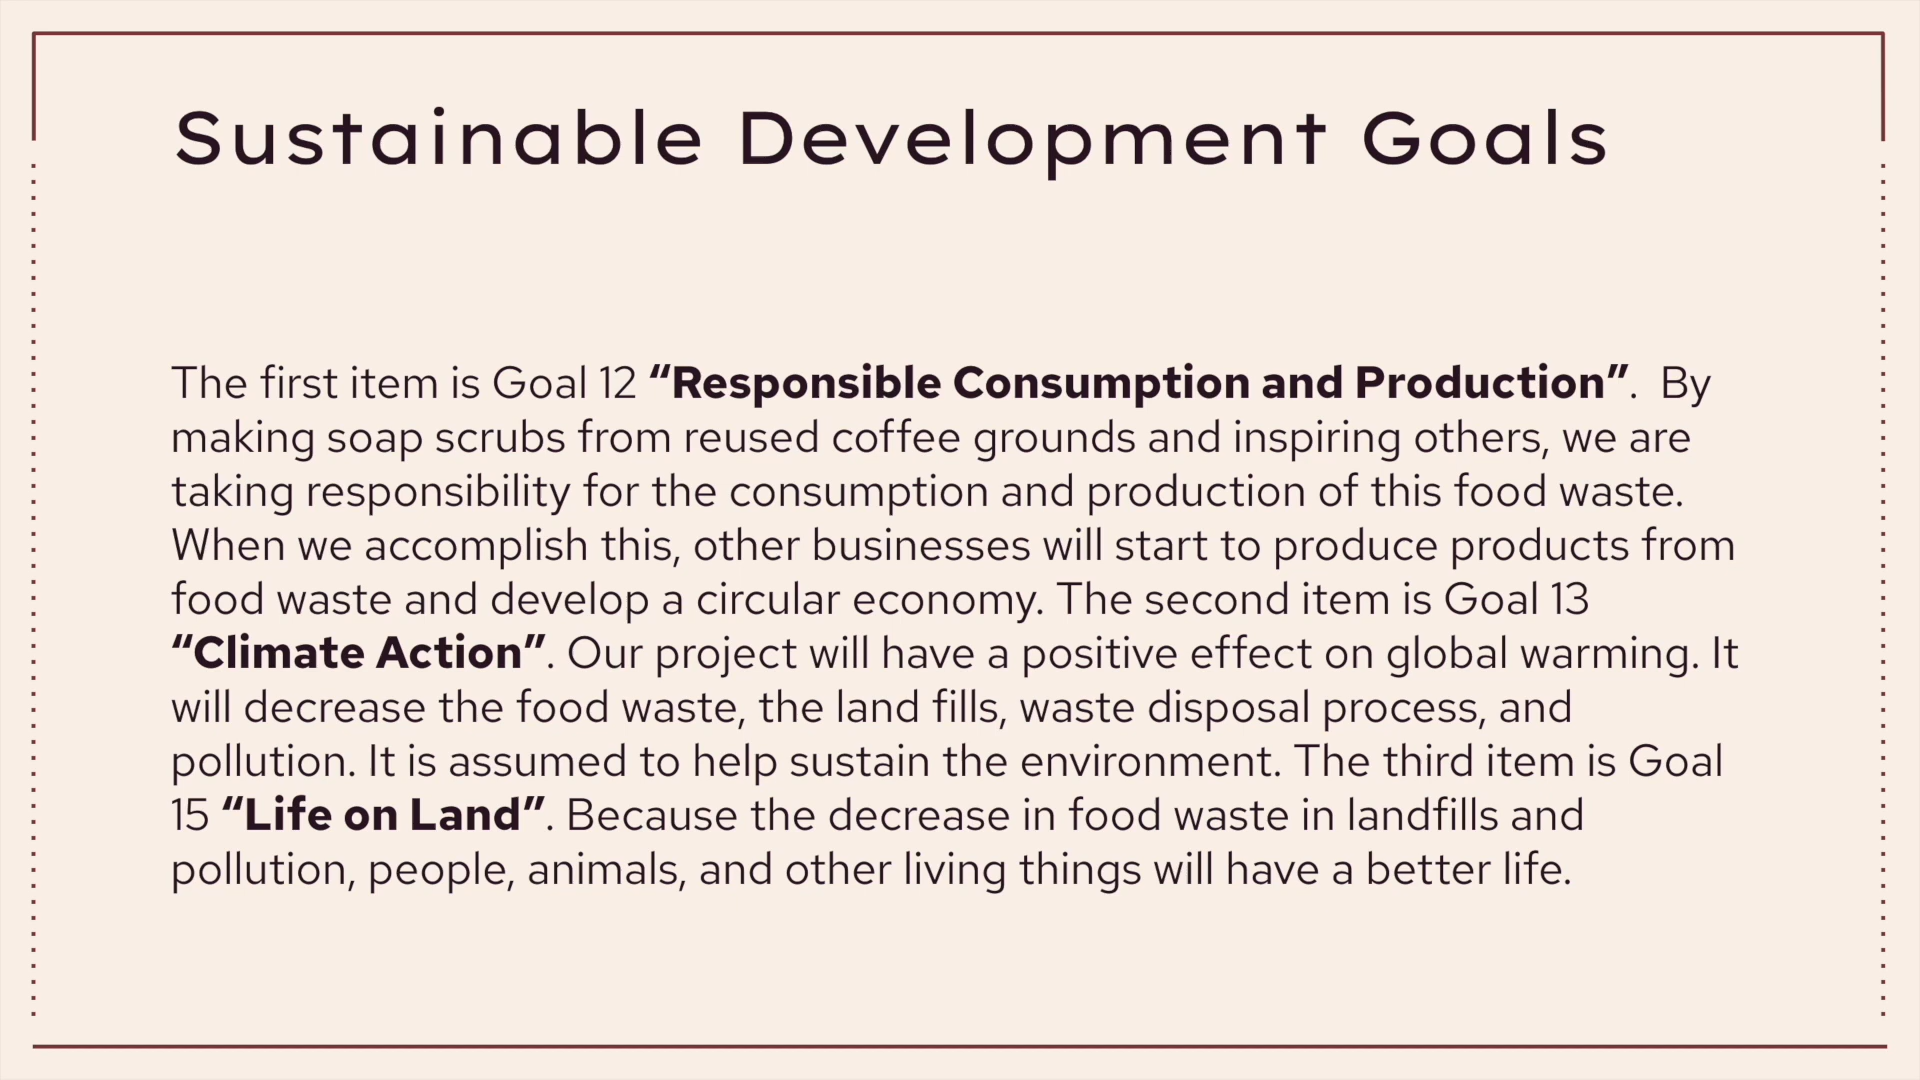 Sustainable Development Goals
The first item is Goal 12 “Responsible Consumption and Production”.  By
making soap scrubs from reused coffee grounds and inspiring others, we are
taking responsibility for the consumption and production of this food waste.
When we accomplish this, other businesses will start to produce products from
food waste and develop a circular economy. The second item is Goal 13
“Climate Action”. Our project will have a positive effect on global warming. It
will decrease the food waste, the land fills, waste disposal process, and
pollution. It is assumed to help sustain the environment. The third item is Goal
15 “Life on Land”. Because the decrease in food waste in landfills and
pollution, people, animals, and other living things will have a better life.